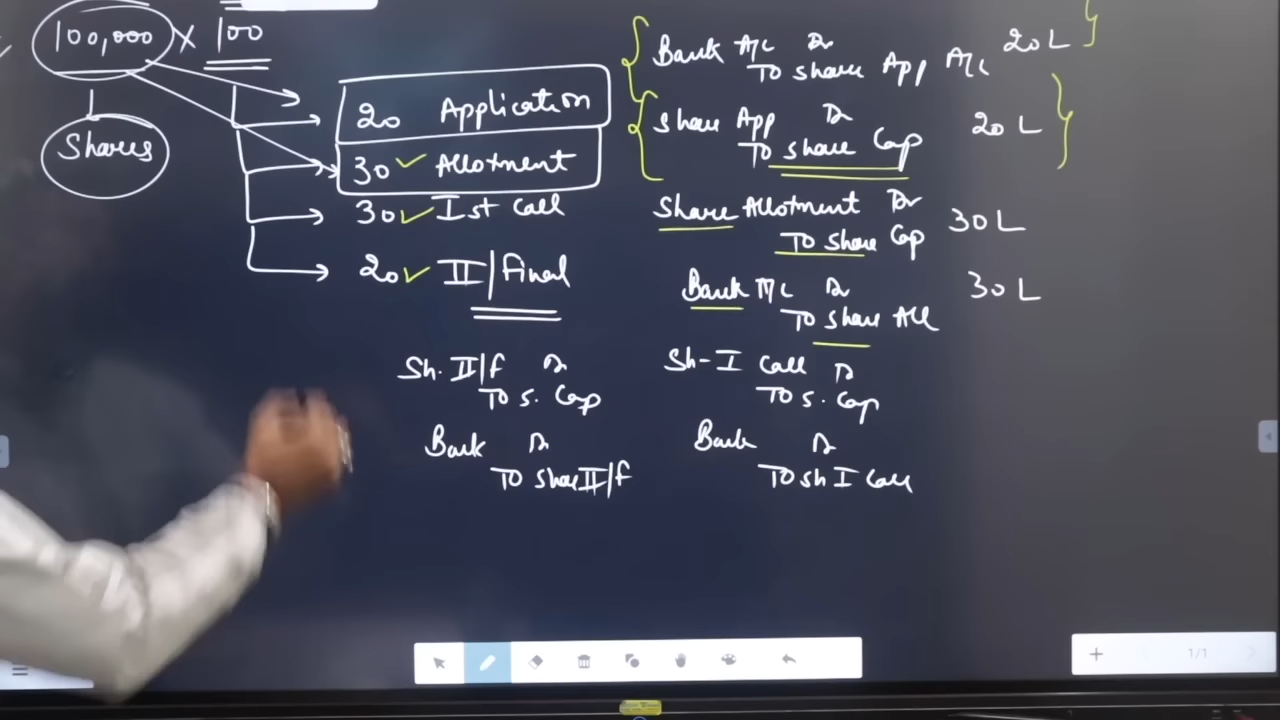 100,000 × 100
Shares
20 Application
30 ✓ Allotment
30 ✓ Ist Call
20 ✓ II/Final
Bank A/c Dr 20 L
To Share App A/c
Share App Dr 20 L
To Share Cap
Share Allotment Dr 30 L
To Share Cap
Bank A/c Dr 30 L
To Share All
Sh. II/f Dr
To S. Cap
Bank Dr
To Share II/f
Sh-I Call Dr
To S. Cap
Bank Dr
To Sh I Call
1/1